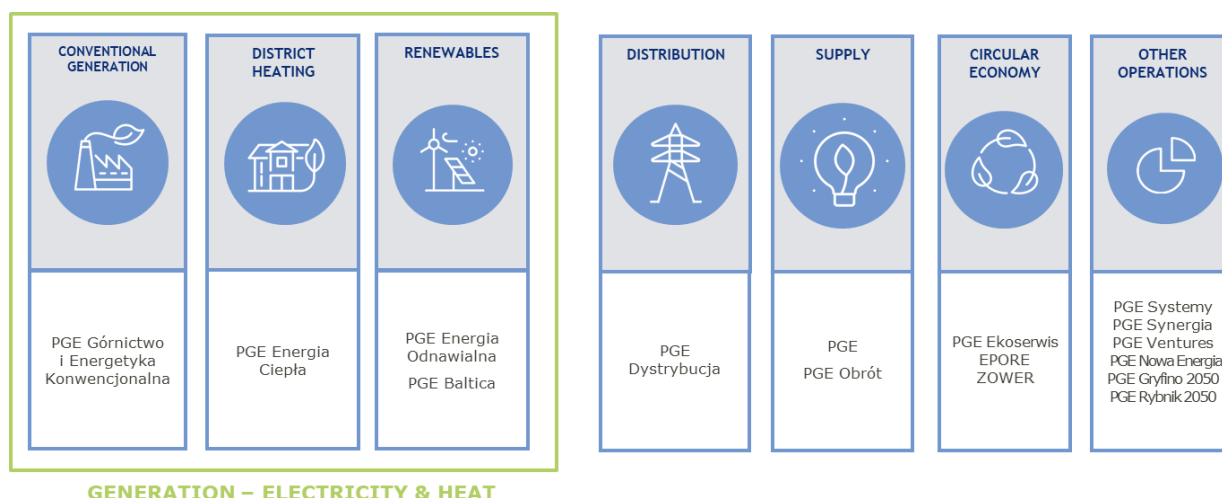 CONVENTIONAL
GENERATION
PGE Górnictwo
i Energetyka
Konwencjonalna
DISTRICT
HEATING
PGE Energia
Ciepła
RENEWABLES
PGE Energia
Odnawialna
PGE Baltica
GENERATION – ELECTRICITY & HEAT
DISTRIBUTION
PGE
Dystrybucja
SUPPLY
PGE
PGE Obrót
CIRCULAR
ECONOMY
PGE Ekoserwis
EPORE
ZOWER
OTHER
OPERATIONS
PGE Systemy
PGE Synergia
PGE Ventures
PGE Nowa Energia
PGE Gryfino 2050
PGE Rybnik 2050